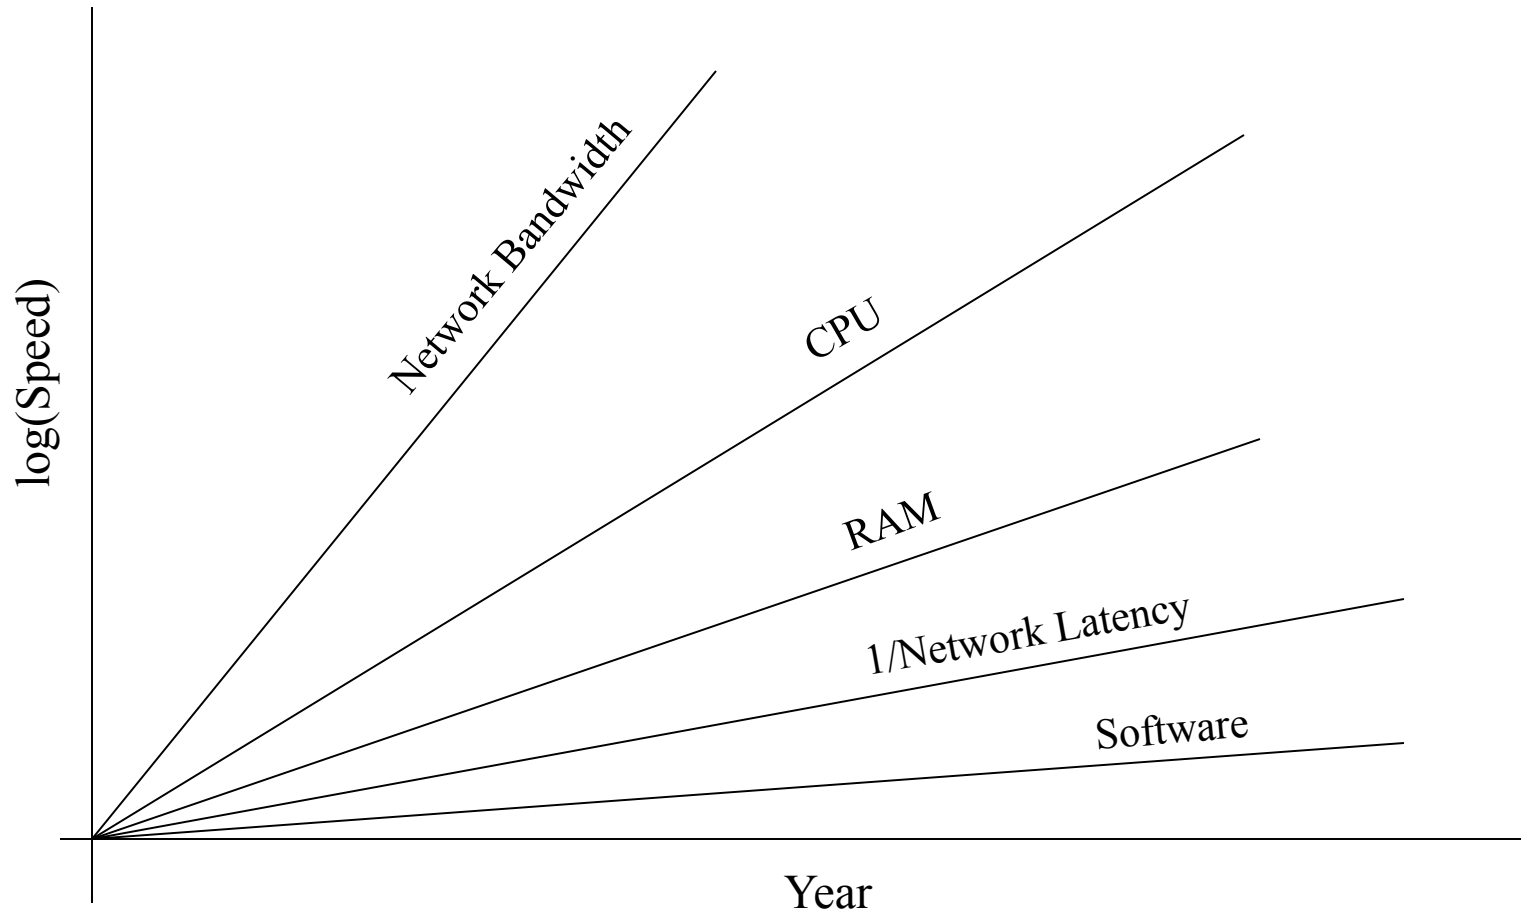 Network Bandwidth
CPU
log(Speed)
RAM
1/Network Latency
Software
Year